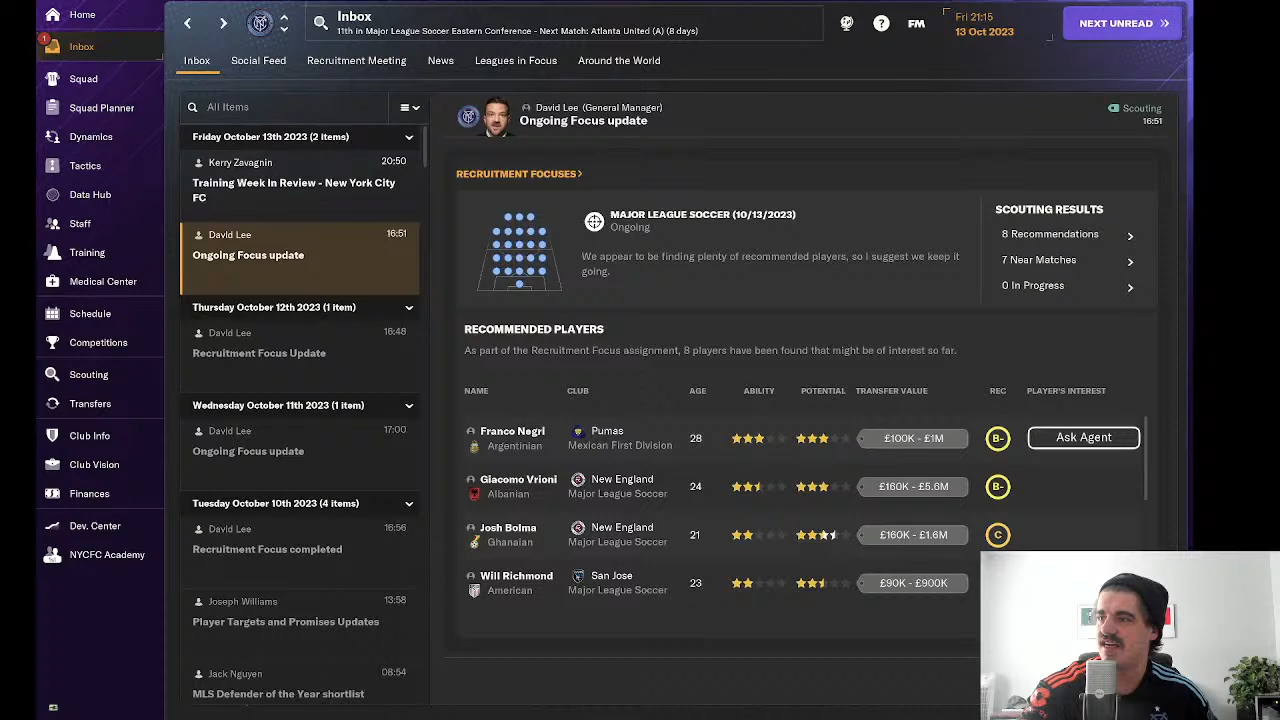 Home
1
Inbox
Squad
Squad Planner
Dynamics
Tactics
Data Hub
Staff
Training
Medical Center
Schedule
Competitions
Scouting
Transfers
Club Info
Club Vision
Finances
Dev. Center
NYCFC Academy
Inbox
11th in Major League Soccer Eastern Conference - Next Match: Atlanta United (A) (8 days)
?
FM
Fri 21:15
13 Oct 2023
NEXT UNREAD
Inbox
Social Feed
Recruitment Meeting
News
Leagues in Focus
Around the World
All Items
Friday October 13th 2023 (2 items)
Kerry Zavagnin 20:50
Training Week In Review - New York City
FC
David Lee 16:51
Ongoing Focus update
Thursday October 12th 2023 (1 item)
David Lee 16:48
Recruitment Focus Update
Wednesday October 11th 2023 (1 item)
David Lee 17:00
Ongoing Focus update
Tuesday October 10th 2023 (4 items)
David Lee 16:56
Recruitment Focus completed
Joseph Williams 13:58
Player Targets and Promises Updates
Jack Nguyen 08:54
MLS Defender of the Year shortlist
David Lee (General Manager)
Ongoing Focus update
Scouting
16:51
RECRUITMENT FOCUSES>
MAJOR LEAGUE SOCCER (10/13/2023)
Ongoing
We appear to be finding plenty of recommended players, so I suggest we keep it
going.
SCOUTING RESULTS
8 Recommendations
7 Near Matches
0 In Progress
RECOMMENDED PLAYERS
As part of the Recruitment Focus assignment, 8 players have been found that might be of interest so far.
NAME CLUB AGE ABILITY POTENTIAL TRANSFER VALUE REC PLAYER'S INTEREST
Franco Negri Pumas 28 £100K - £1M B- Ask Agent
Argentinian Mexican First Division
Giacomo Vrioni New England 24 £160K - £5.6M B-
Albanian Major League Soccer
Josh Bolma New England 21 £160K - £1.6M C
Ghanaian Major League Soccer
Will Richmond San Jose 23 £90K - £900K
American Major League Soccer